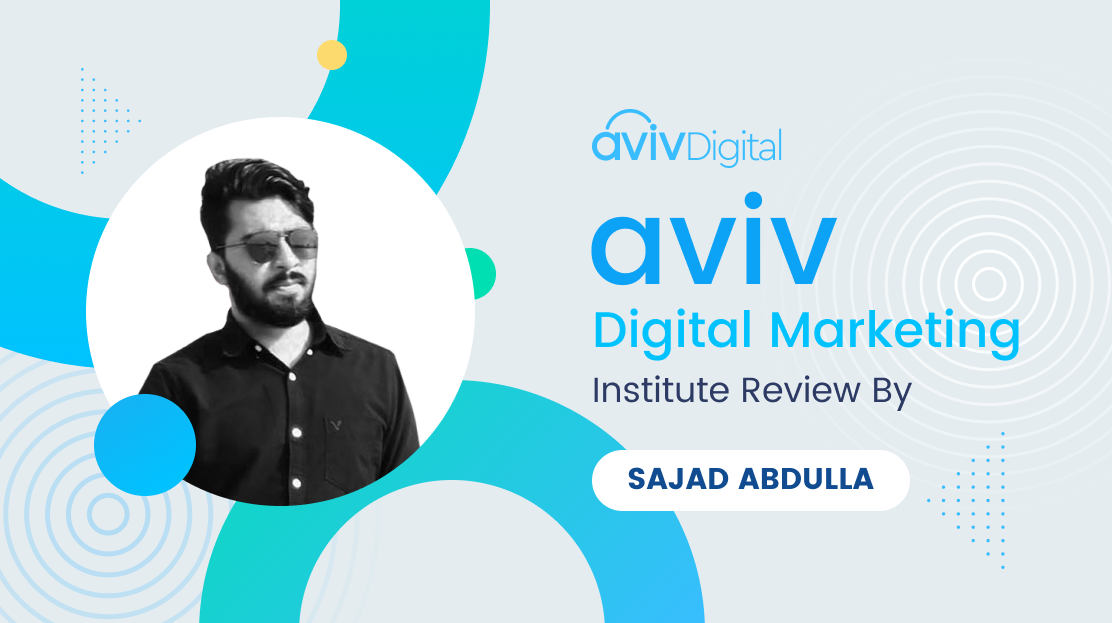 avivDigital
aviv
Digital Marketing
Institute Review By
SAJAD ABDULLA